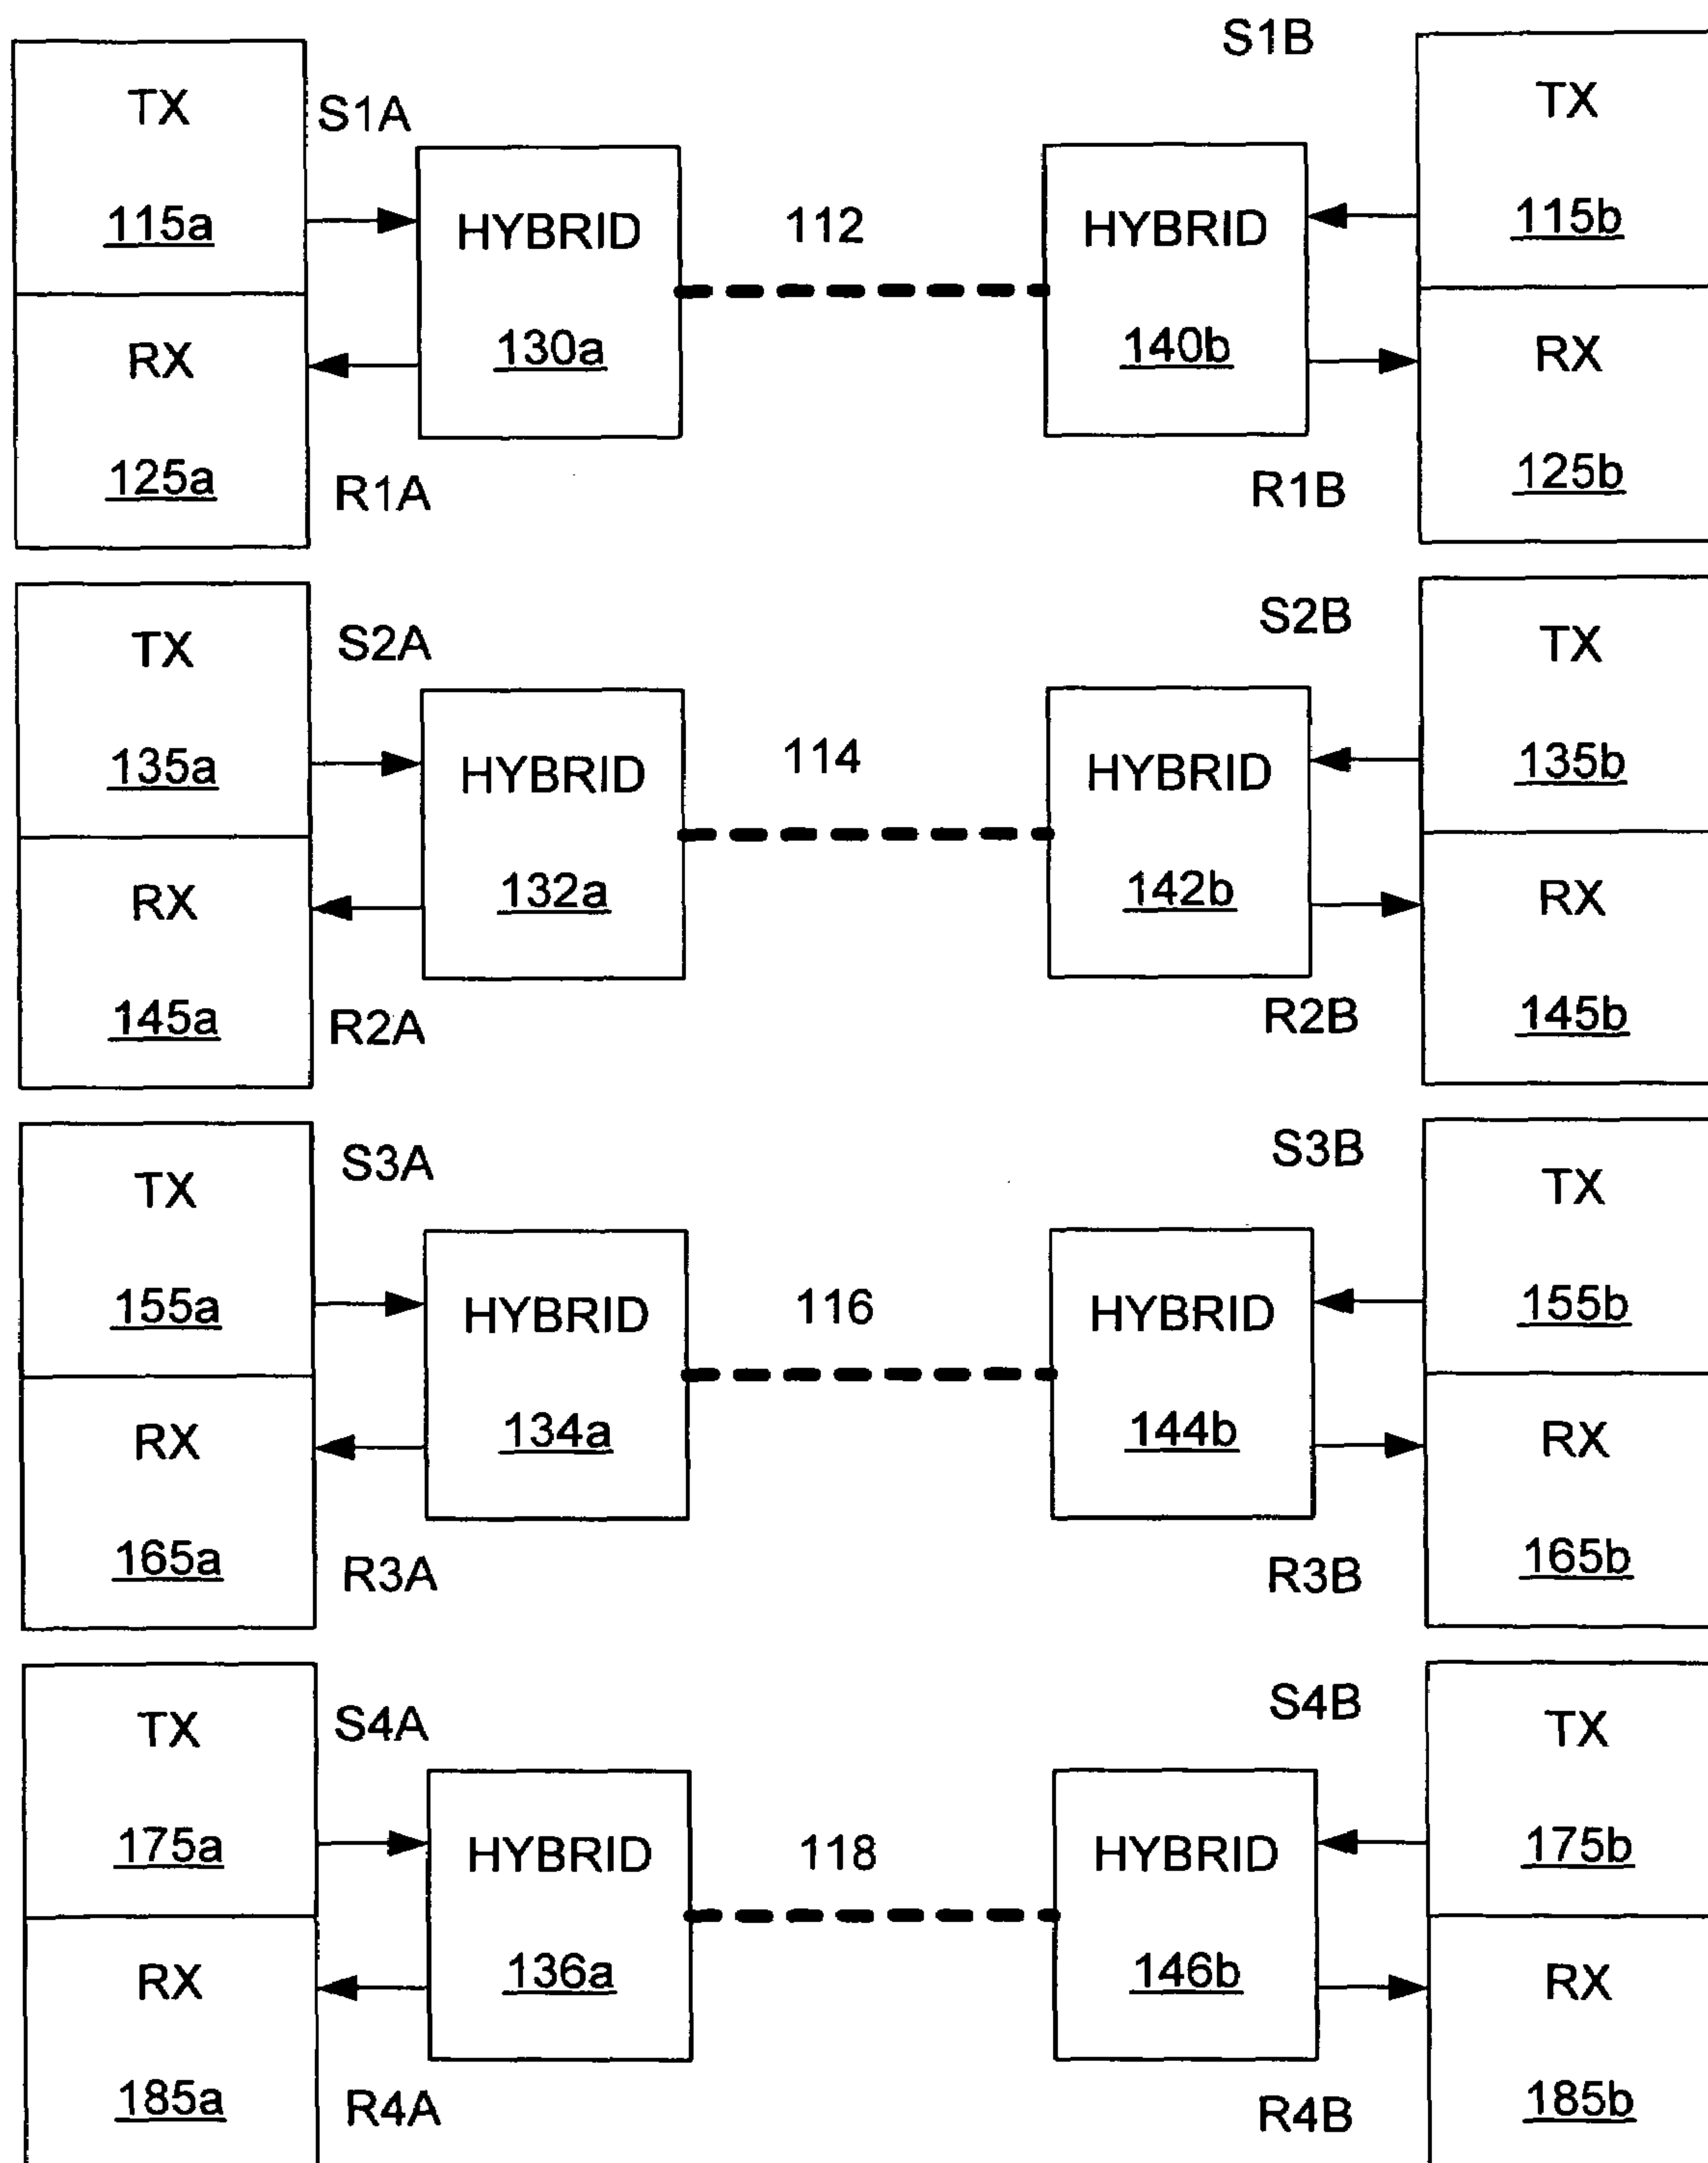 S1B
TX
S1A
TX
115a
HYBRID
112
HYBRID
115b
RX
130a
140b
RX
125a
R1A
R1B
125b
TX
S2A
S2B
TX
135a
HYBRID
114
HYBRID
135b
RX
132a
142b
RX
145a
R2A
R2B
145b
TX
S3A
S3B
TX
155a
HYBRID
116
HYBRID
155b
RX
134a
144b
RX
165a
R3A
R3B
165b
TX
S4A
S4B
TX
175a
HYBRID
118
HYBRID
175b
RX
136a
146b
RX
185a
R4A
R4B
185b